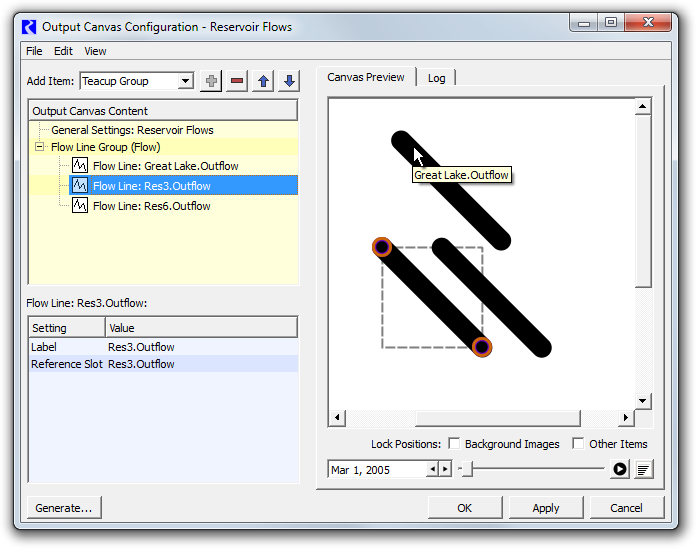 Output Canvas Configuration - Reservoir Flows
File Edit View
Add Item: Teacup Group
Output Canvas Content
General Settings: Reservoir Flows
Flow Line Group (Flow)
Flow Line: Great Lake.Outflow
Flow Line: Res3.Outflow
Flow Line: Res6.Outflow
Flow Line: Res3.Outflow:
Setting Value
Label Res3.Outflow
Reference Slot Res3.Outflow
Canvas Preview Log
Great Lake.Outflow
Lock Positions: Background Images Other Items
Mar 1, 2005
Generate... OK Apply Cancel